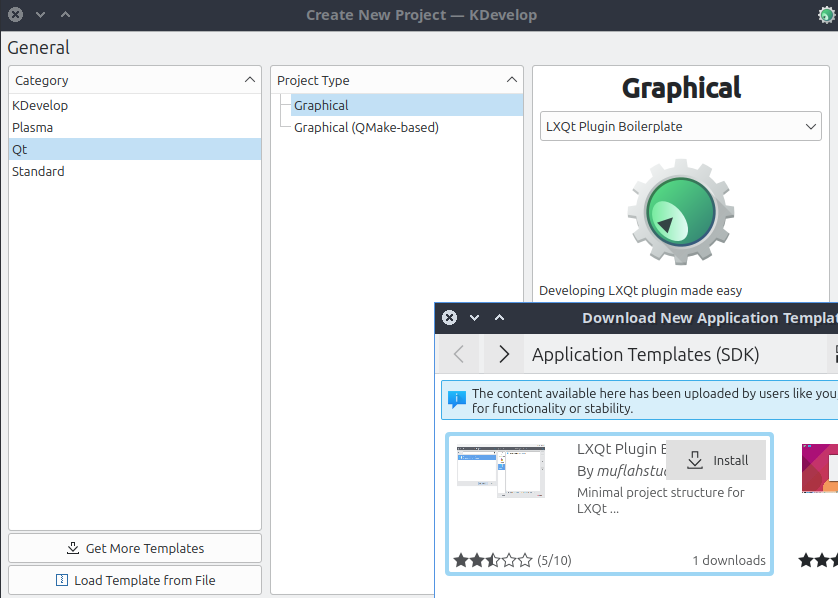 Create New Project — KDevelop
General
Category
KDevelop
Plasma
Qt
Standard
Get More Templates
Load Template from File
Project Type
Graphical
Graphical (QMake-based)
Graphical
LXQt Plugin Boilerplate
Developing LXQt plugin made easy
Download New Application
Application Templates (SDK)
The content available here has been uploaded by users like you,
for functionality or stability.
LXQt Plugin
By
Install
Minimal project structure for
LXQt ...
(5/10)
1 downloads